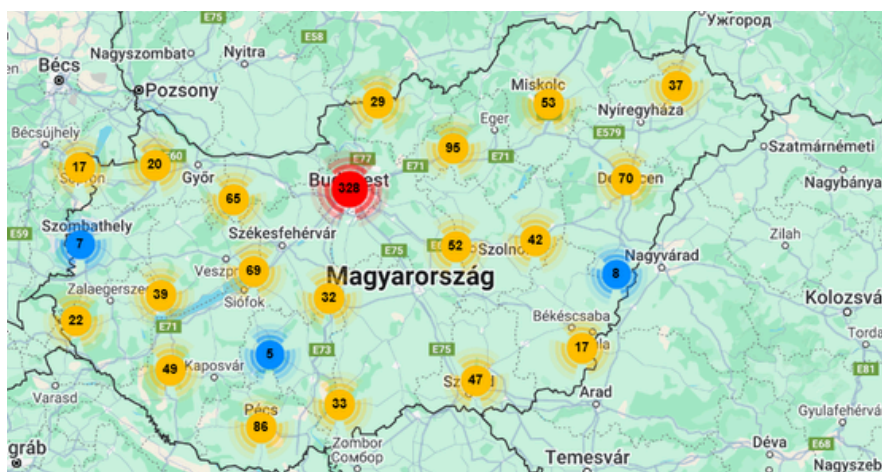 E75
Ужгород
E58
Nagyszombat
Nyitra
Bécs
Pozsony
Miskolc
37
29
53
Nyíregyháza
Bécsújhely
Eger
E579
95
Szatmárnémeti
17
20
E60
Győr
E77
E71
E71
70
Nagybánya
65
328
Szombathely
E59
7
Székesfehérvár
E75
52
Szolnok
42
Zilah
Nagyvárad
8
Veszprém
69
Magyarország
Zalaegerszeg
39
Siófok
32
Kolozsvár
22
E71
Békéscsaba
Torda
5
E73
E75
17
49
Kaposvár
E81
47
Varasd
33
Arad
Gyulafehérvár
Pécs
86
Zombor
Сомбор
Temesvár
Déva
E68
Nagyszeb